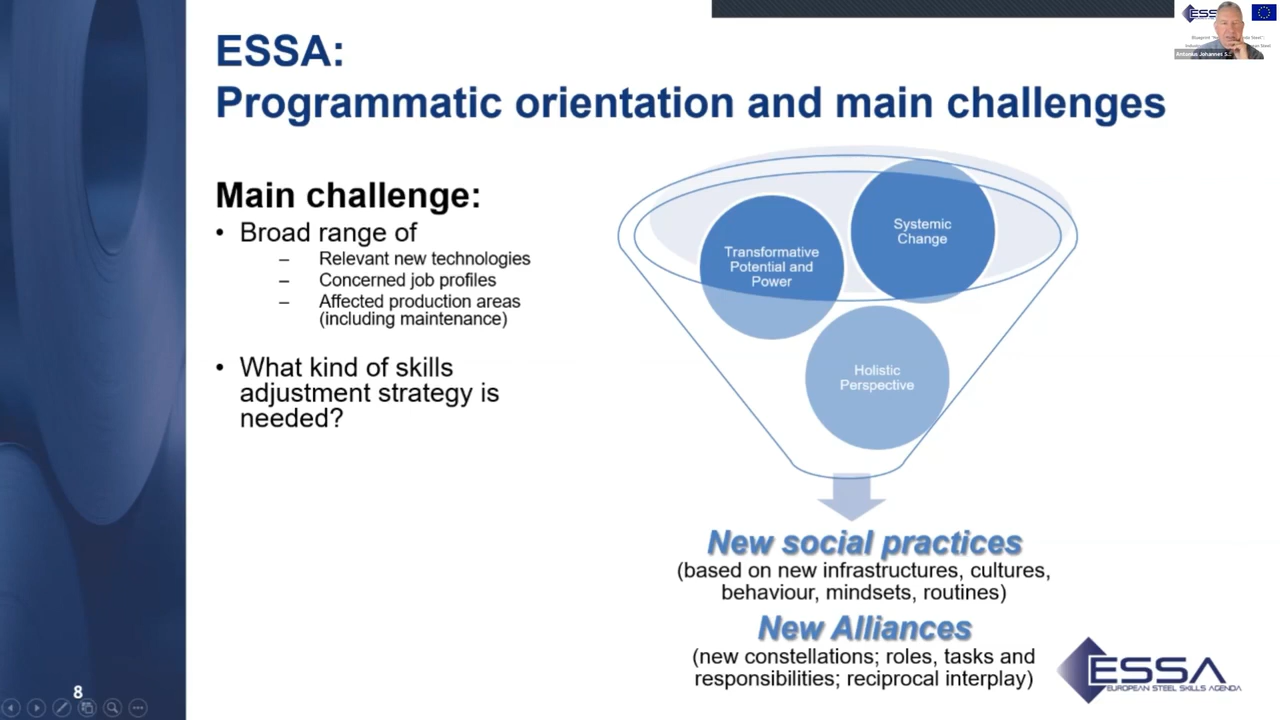 ESSA:
Programmatic orientation and main challenges
Main challenge:
• Broad range of
– Relevant new technologies
– Concerned job profiles
– Affected production areas
(including maintenance)
• What kind of skills
adjustment strategy is
needed?
Systemic
Change
Transformative
Potential and
Power
Holistic
Perspective
New social practices
(based on new infrastructures, cultures,
behaviour, mindsets, routines)
New Alliances
(new constellations; roles, tasks and
responsibilities; reciprocal interplay)
ESSA
EUROPEAN STEEL SKILLS AGENDA
8
Antonius Johannes S...